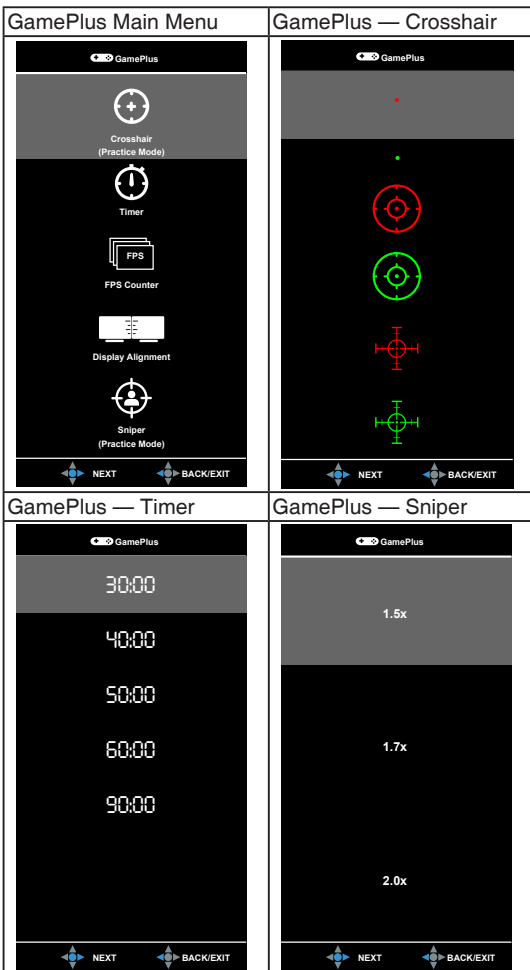 GamePlus Main Menu
GamePlus — Crosshair
GamePlus
Crosshair
(Practice Mode)
Timer
FPS
FPS Counter
Display Alignment
Sniper
(Practice Mode)
NEXT BACK/EXIT
GamePlus
NEXT BACK/EXIT
GamePlus — Timer
GamePlus — Sniper
GamePlus
30:00
40:00
50:00
60:00
90:00
NEXT BACK/EXIT
GamePlus
1.5x
1.7x
2.0x
NEXT BACK/EXIT